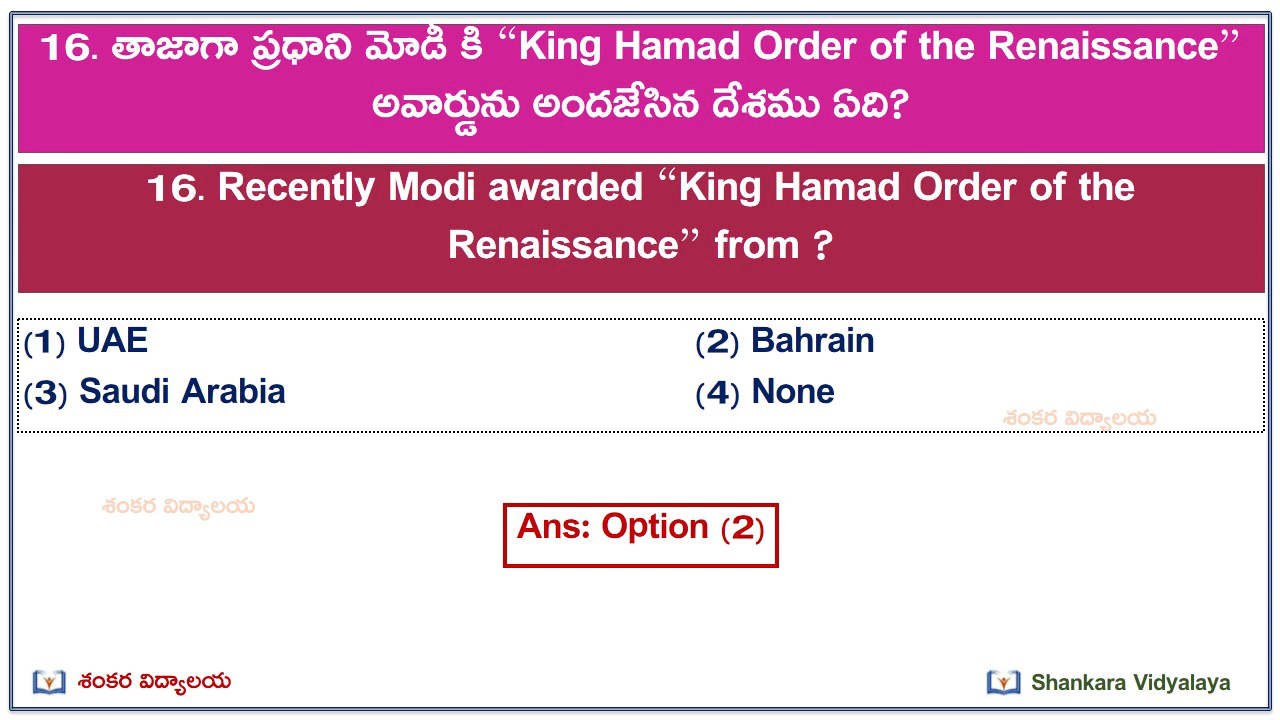 16. తాజాగా ప్రధాని మోడీ కి “King Hamad Order of the Renaissance”
అవార్డును అందజేసిన దేశము ఏది?
16. Recently Modi awarded “King Hamad Order of the
Renaissance” from ?
(1) UAE (2) Bahrain
(3) Saudi Arabia (4) None
శంకర విద్యాలయ
శంకర విద్యాలయ
Ans: Option (2)
శంకర విద్యాలయ Shankara Vidyalaya